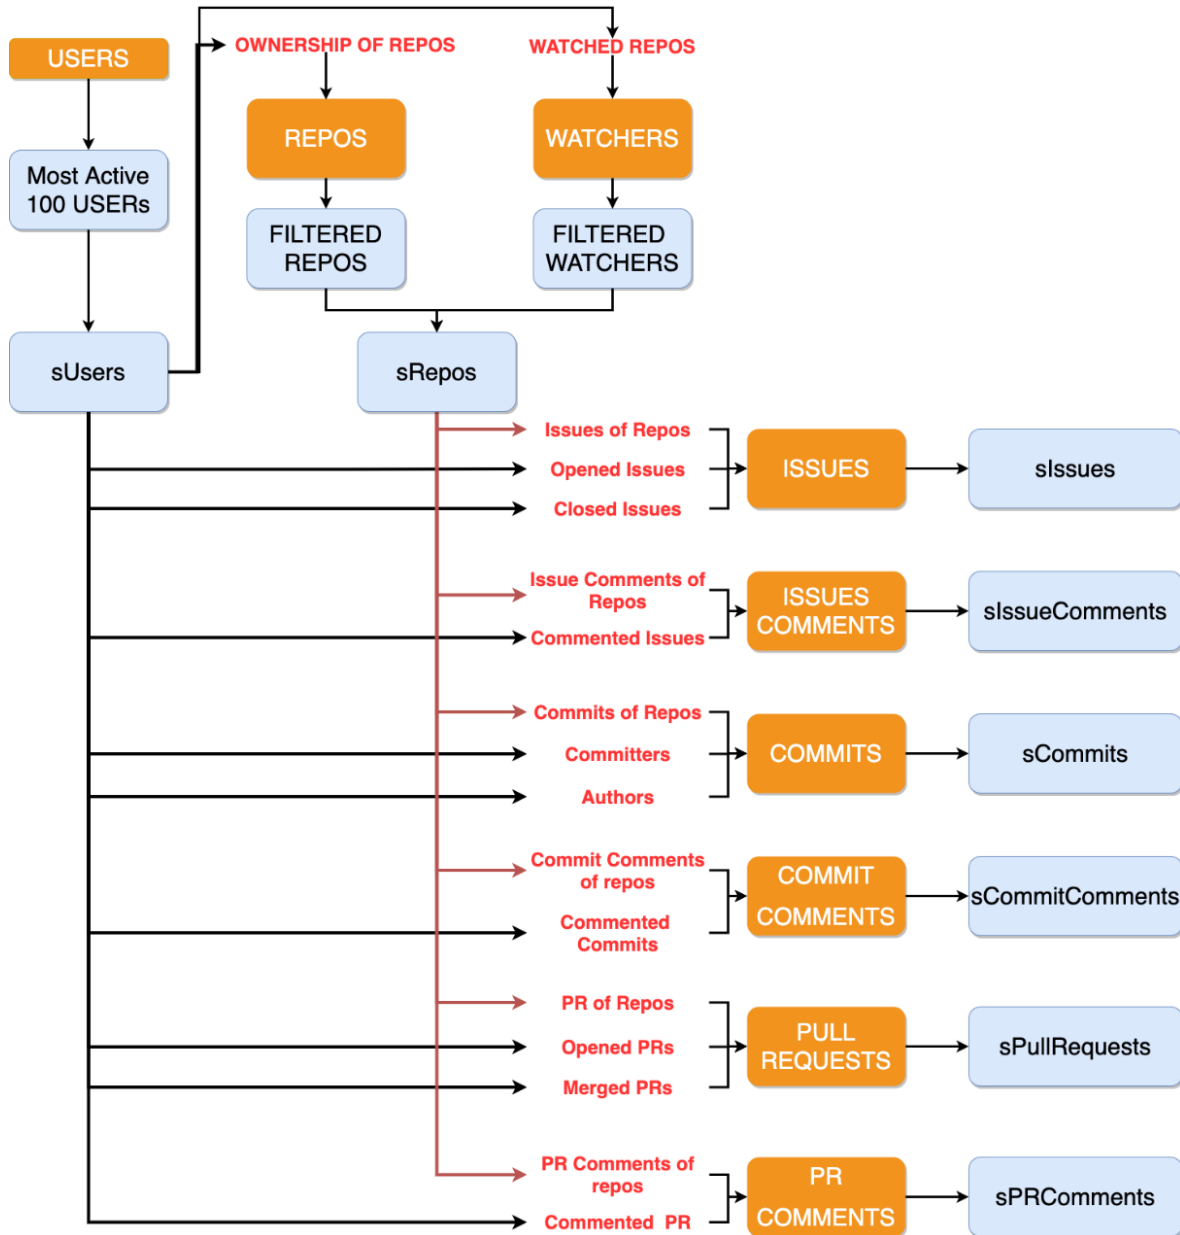 USERS
OWNERSHIP OF REPOS
WATCHED REPOS
REPOS
WATCHERS
Most Active
100 USERs
FILTERED
REPOS
FILTERED
WATCHERS
sUsers
sRepos
Issues of Repos
Opened Issues
Closed Issues
ISSUES
sIssues
Issue Comments of
Repos
Commented Issues
ISSUES
COMMENTS
sIssueComments
Commits of Repos
Committers
Authors
COMMITS
sCommits
Commit Comments
of repos
Commented
Commits
COMMIT
COMMENTS
sCommitComments
PR of Repos
Opened PRs
Merged PRs
PULL
REQUESTS
sPullRequests
PR Comments of
repos
Commented PR
PR
COMMENTS
sPRComments